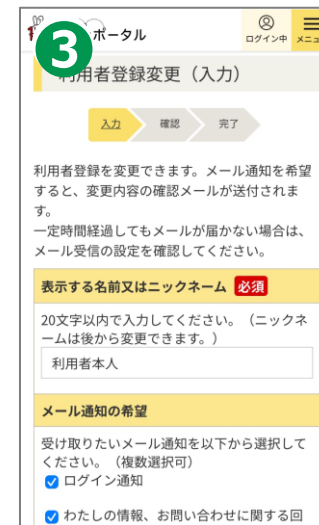 3
ポータル
ログイン中
メニュ
用者登録変更（入力）
入力
確認
完了
利用者登録を変更できます。メール通知を希望
すると、変更内容の確認メールが送付されま
す。
一定時間経過してもメールが届かない場合は、
メール受信の設定を確認してください。
表示する名前又はニックネーム 必須
20文字以内で入力してください。（ニックネ
ームは後から変更できます。）
利用者本人
メール通知の希望
受け取りたいメール通知を以下から選択して
ください。（複数選択可）
ログイン通知
わたしの情報、お問い合わせに関する回